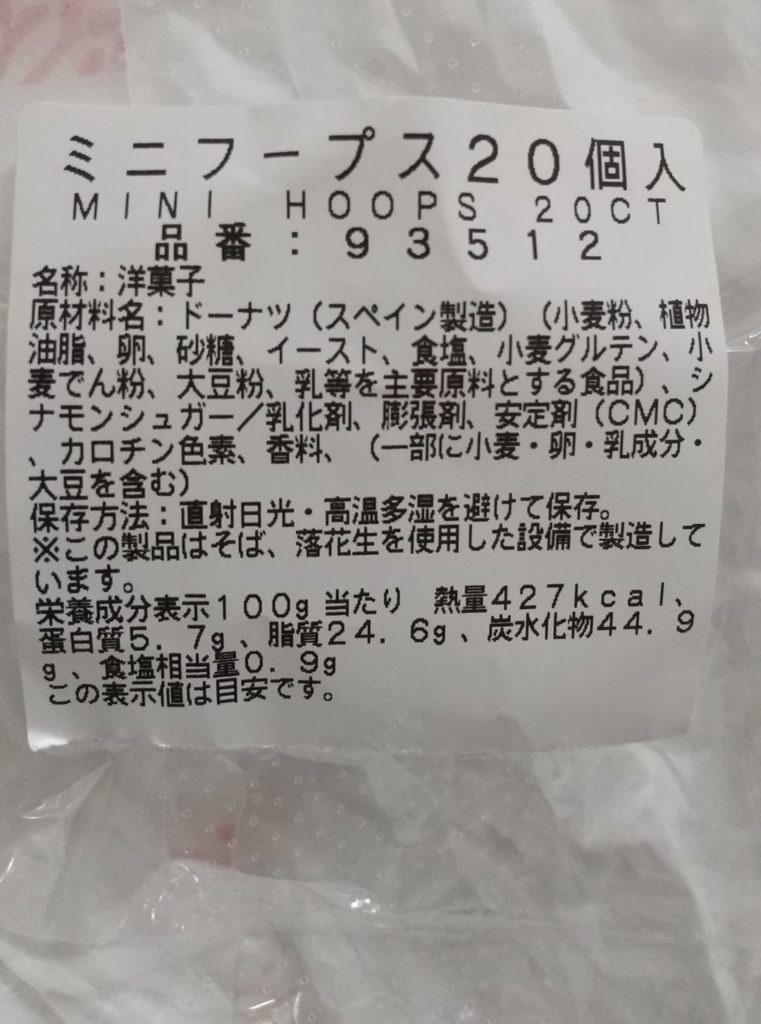 ミニフープス20個入
MINI HOOPS 20CT
品番：93512
名称：洋菓子
原材料名：ドーナツ（スペイン製造）（小麦粉、植物
油脂、卵、砂糖、イースト、食塩、小麦グルテン、小
麦でん粉、大豆粉、乳等を主要原料とする食品）、シ
ナモンシュガー／乳化剤、膨張剤、安定剤（CMC）
、カロチン色素、香料、（一部に小麦・卵・乳成分・
大豆を含む）
保存方法：直射日光・高温多湿を避けて保存。
※この製品はそば、落花生を使用した設備で製造して
います。
栄養成分表示100g当たり　熱量427kcal、
蛋白質5．7g、脂質24．6g、炭水化物44．9
g、食塩相当量0．9g
この表示値は目安です。